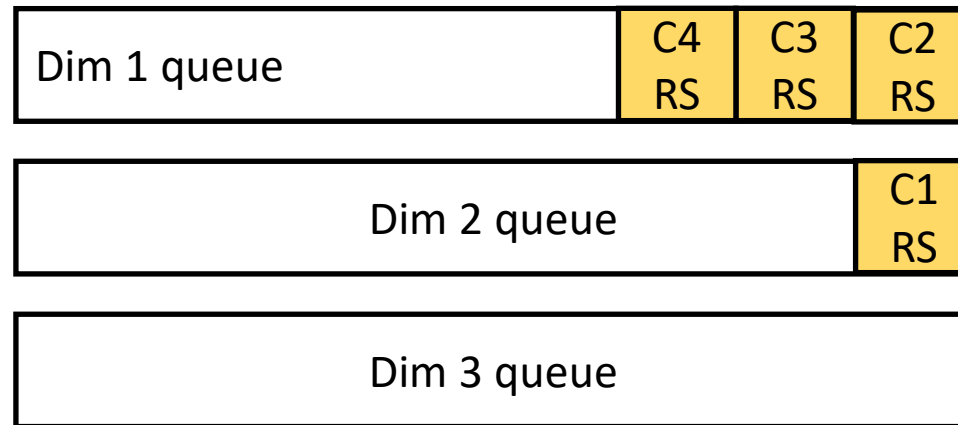 Dim 1 queue
C4
RS
C3
RS
C2
RS
Dim 2 queue
C1
RS
Dim 3 queue